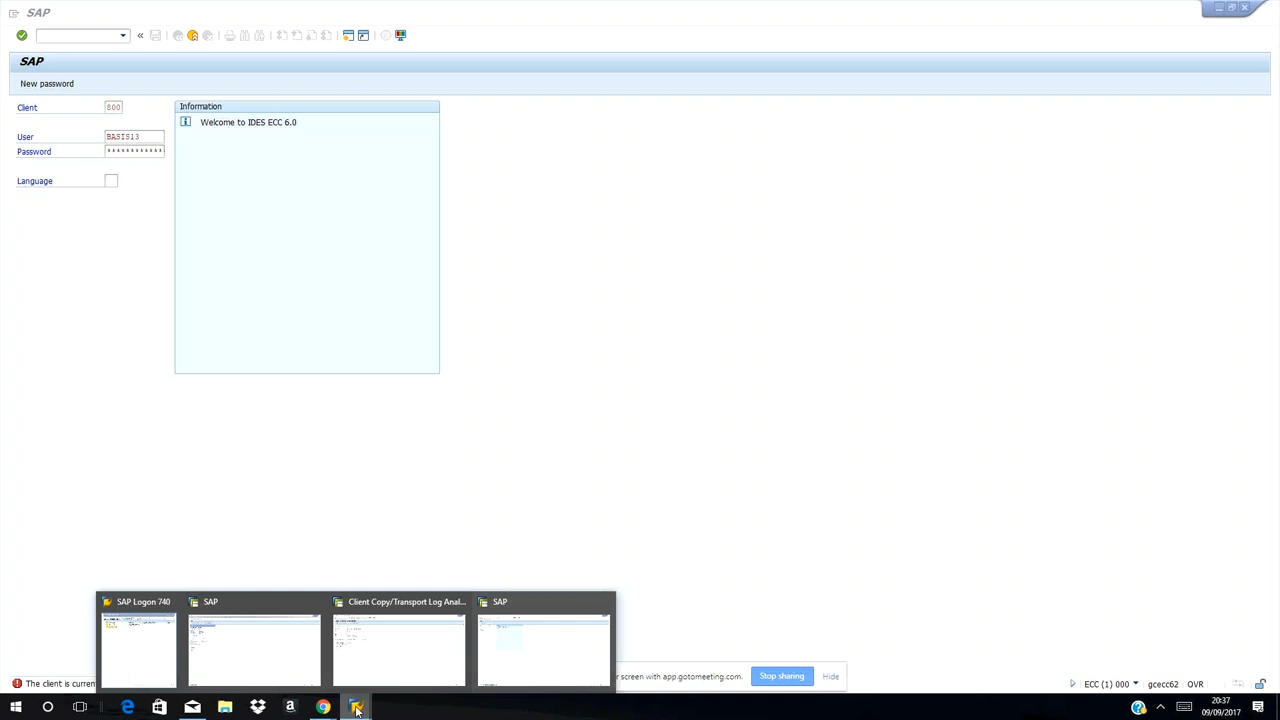 SAP
SAP
New password
Client 800
Information
Welcome to IDES ECC 6.0
User BASIS13
Password ************
Language
SAP Logon 740
SAP
Client Copy/Transport Log Anal...
SAP
r screen with app.gotomeeting.com.
Stop sharing
Hide
The client is curren
ECC (1) 000
gcecc62
OVR
20:37
09/09/2017